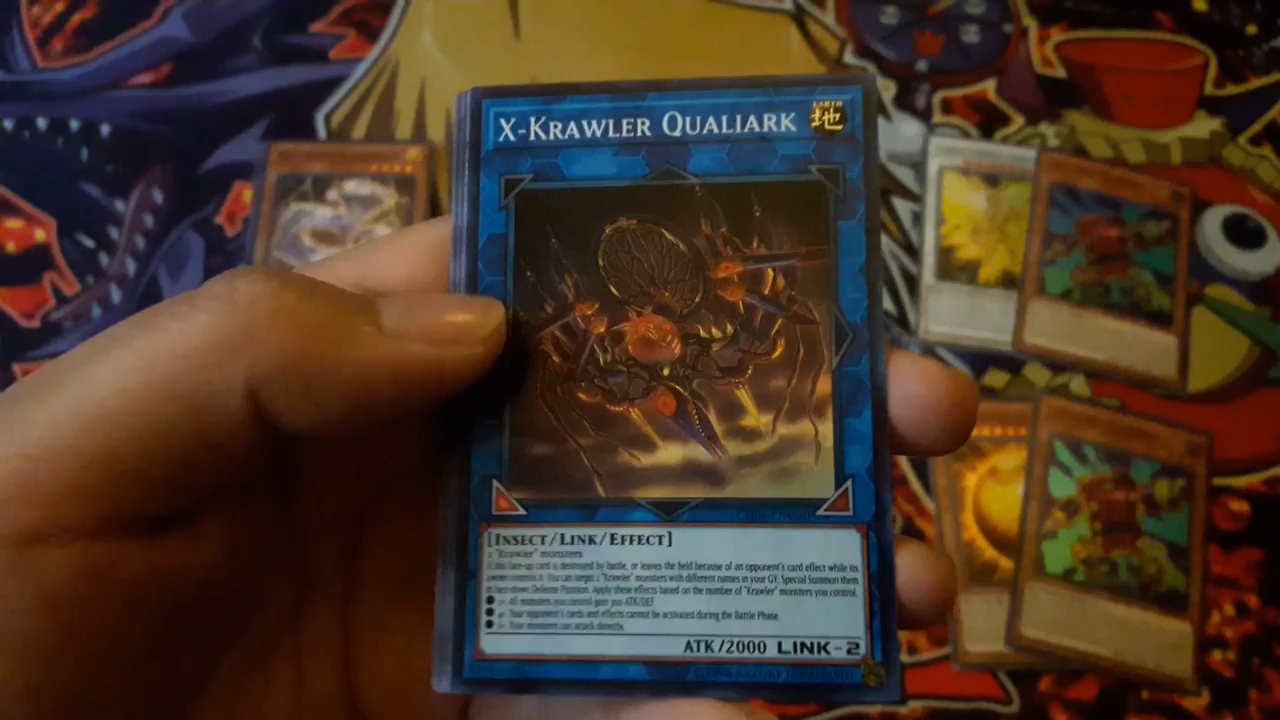 X-KRAWLER QUALIARK
EARTH
地
[INSECT/LINK/EFFECT]
2 "Krawler" monsters
If this face-up card is destroyed by battle, or leaves the field because of an opponent's card effect while its
owner controls it: You can target 2 "Krawler" monsters with different names in your GY; Special Summon them
in face-down Defense Position. Apply these effects based on the number of "Krawler" monsters you control.
● 2+: All monsters you control gain 300 ATK/DEF.
● 4+: Your opponent's cards and effects cannot be activated during the Battle Phase.
● Your monsters can attack directly.
ATK/2000 LINK-2